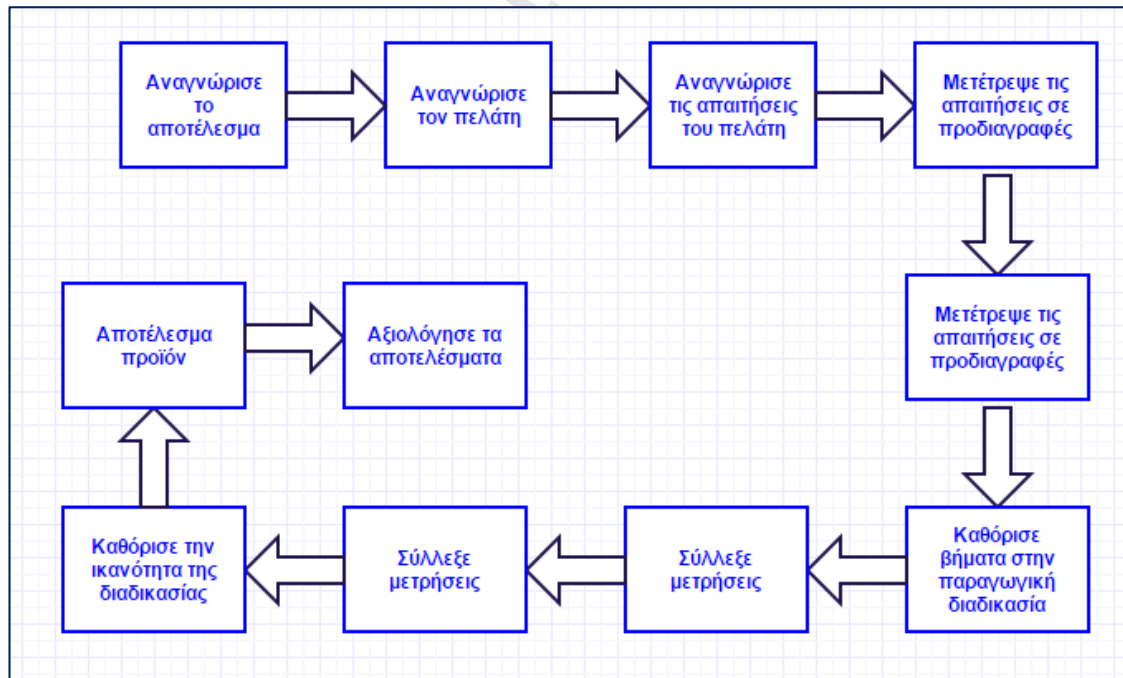 Αναγνώρισε
το
αποτέλεσμα
Αναγνώρισε
τον πελάτη
Αναγνώρισε
τις απαιτήσεις
του πελάτη
Μετέτρεψε τις
απαιτήσεις σε
προδιαγραφές
Μετέτρεψε τις
απαιτήσεις σε
προδιαγραφές
Καθόρισε
βήματα στην
παραγωγική
διαδικασία
Σύλλεξε
μετρήσεις
Σύλλεξε
μετρήσεις
Καθόρισε την
ικανότητα της
διαδικασίας
Αποτέλεσμα
προϊόν
Αξιολόγησε τα
αποτελέσματα